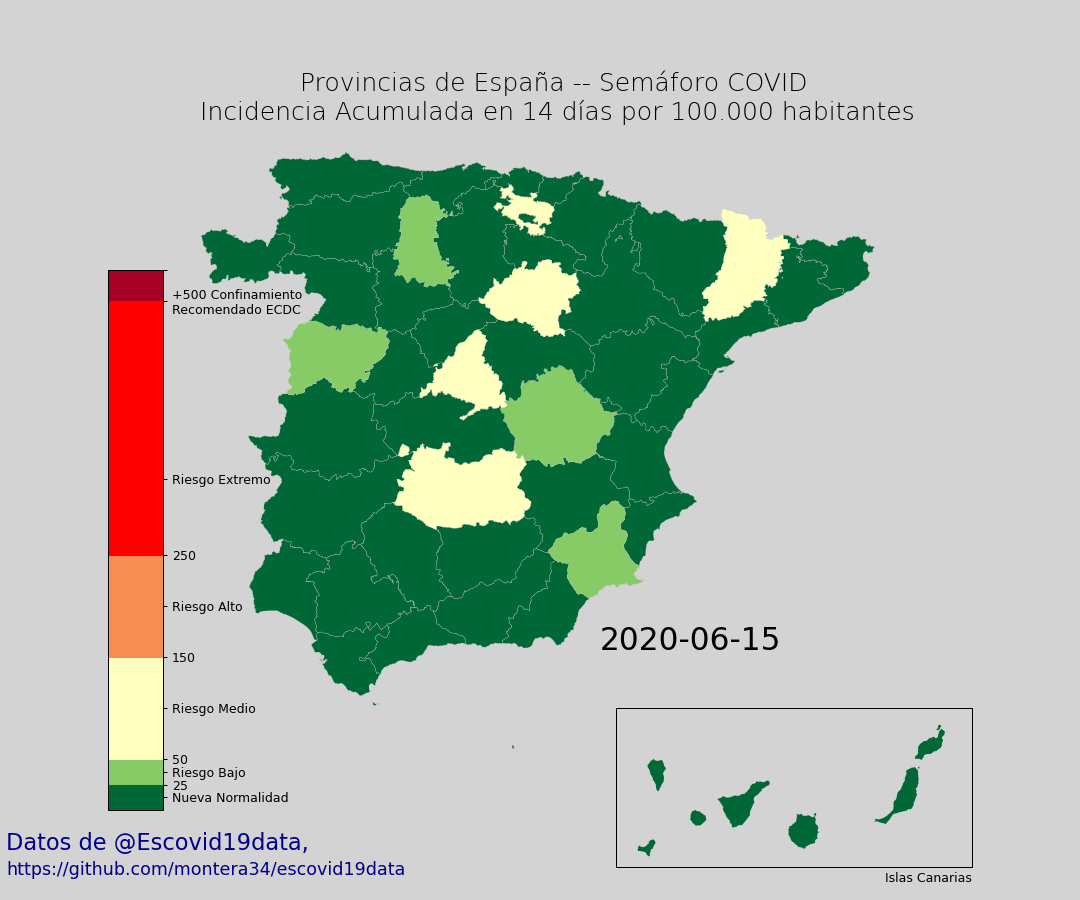 Provincias de España -- Semáforo COVID
Incidencia Acumulada en 14 días por 100.000 habitantes
+500 Confinamiento
Recomendado ECDC
Riesgo Extremo
250
Riesgo Alto
150
Riesgo Medio
50
Riesgo Bajo
25
Nueva Normalidad
2020-06-15
Islas Canarias
Datos de @Escovid19data,
https://github.com/montera34/escovid19data